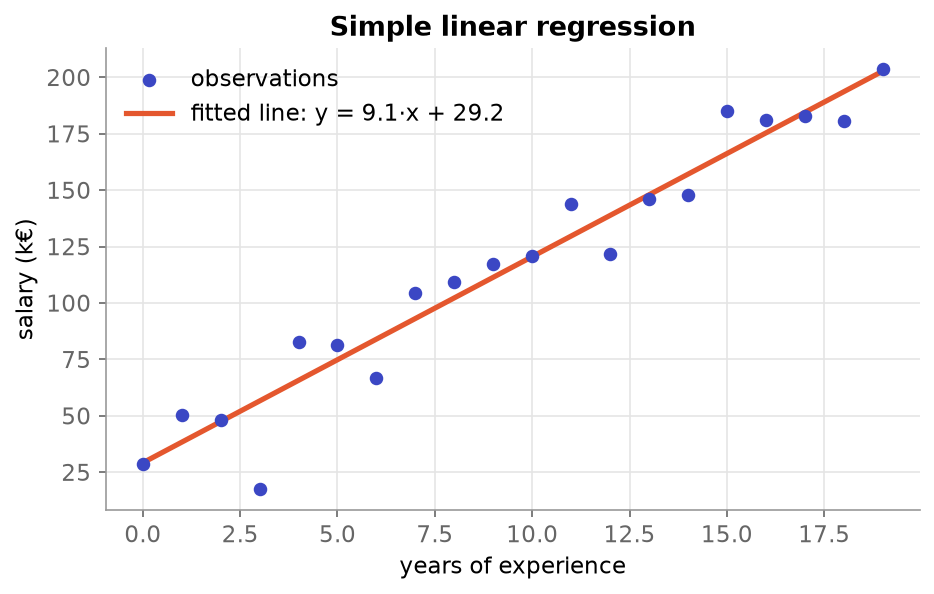 Simple linear regression
observations
fitted line: y = 9.1·x + 29.2
200
175
150
125
100
75
50
25
salary (k€)
0.0 2.5 5.0 7.5 10.0 12.5 15.0 17.5
years of experience